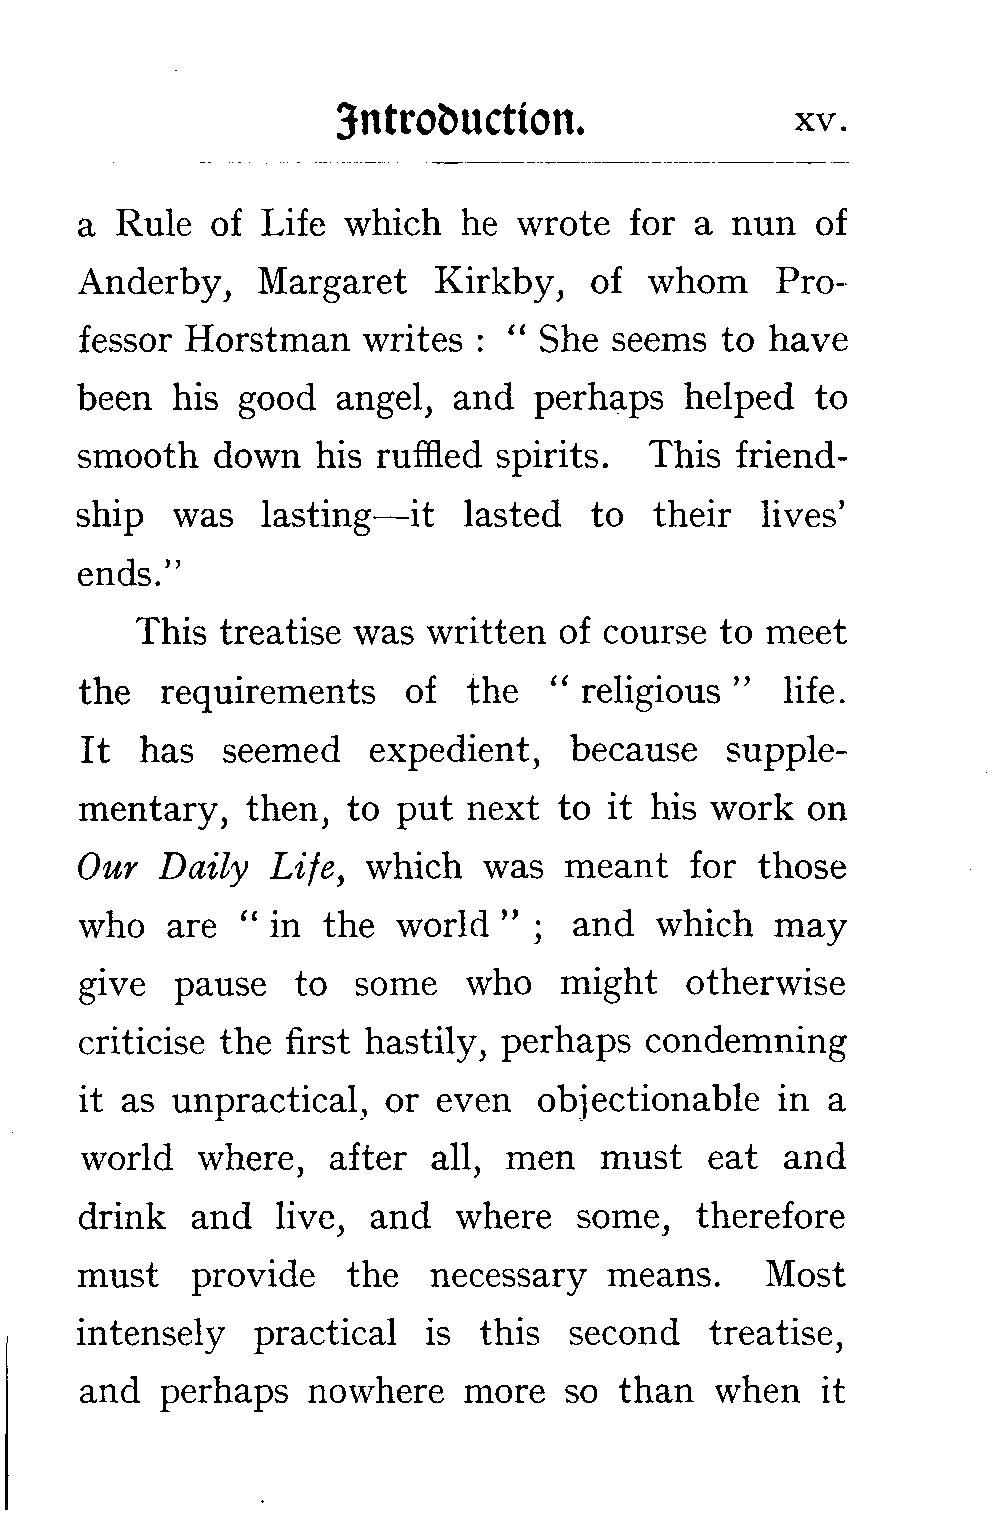 Introduction. xv.
a Rule of Life which he wrote for a nun of
Anderby, Margaret Kirkby, of whom Pro-
fessor Horstman writes : “ She seems to have
been his good angel, and perhaps helped to
smooth down his ruffled spirits. This friend-
ship was lasting—it lasted to their lives’
ends.”
This treatise was written of course to meet
the requirements of the “ religious ” life.
It has seemed expedient, because supple-
mentary, then, to put next to it his work on
Our Daily Life, which was meant for those
who are “ in the world ” ; and which may
give pause to some who might otherwise
criticise the first hastily, perhaps condemning
it as unpractical, or even objectionable in a
world where, after all, men must eat and
drink and live, and where some, therefore
must provide the necessary means. Most
intensely practical is this second treatise,
and perhaps nowhere more so than when it